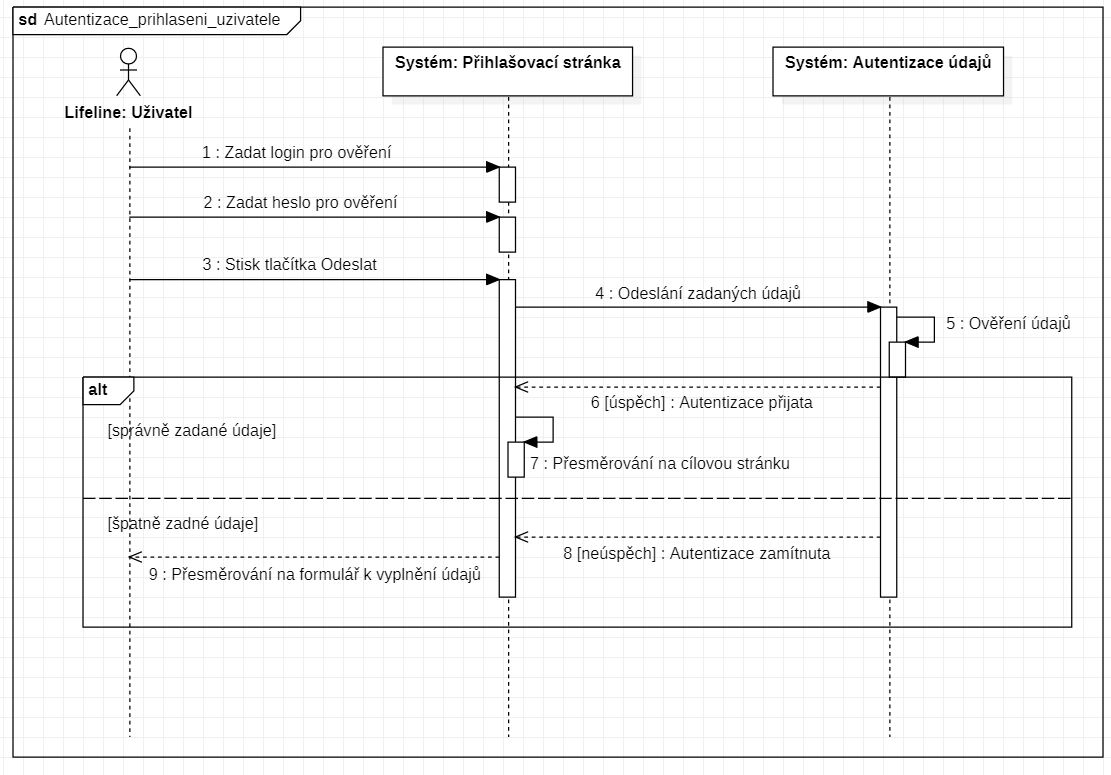 sd Autentizace_prihlaseni_uzivatele
Systém: Přihlašovací stránka
Systém: Autentizace údajů
Lifeline: Uživatel
1 : Zadat login pro ověření
2 : Zadat heslo pro ověření
3 : Stisk tlačítka Odeslat
4 : Odeslání zadaných údajů
5 : Ověření údajů
alt
6 [úspěch] : Autentizace přijata
[správně zadané údaje]
7 : Přesměrování na cílovou stránku
[špatně zadné údaje]
8 [neúspěch] : Autentizace zamítnuta
9 : Přesměrování na formulář k vyplnění údajů